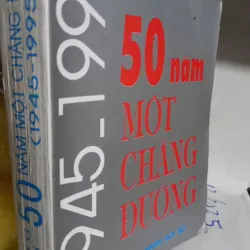 50 năm
MỘT
CHẶNG
ĐƯỜNG
1945-199
50 NĂM MỘT CHẶNG
(1945-1995)